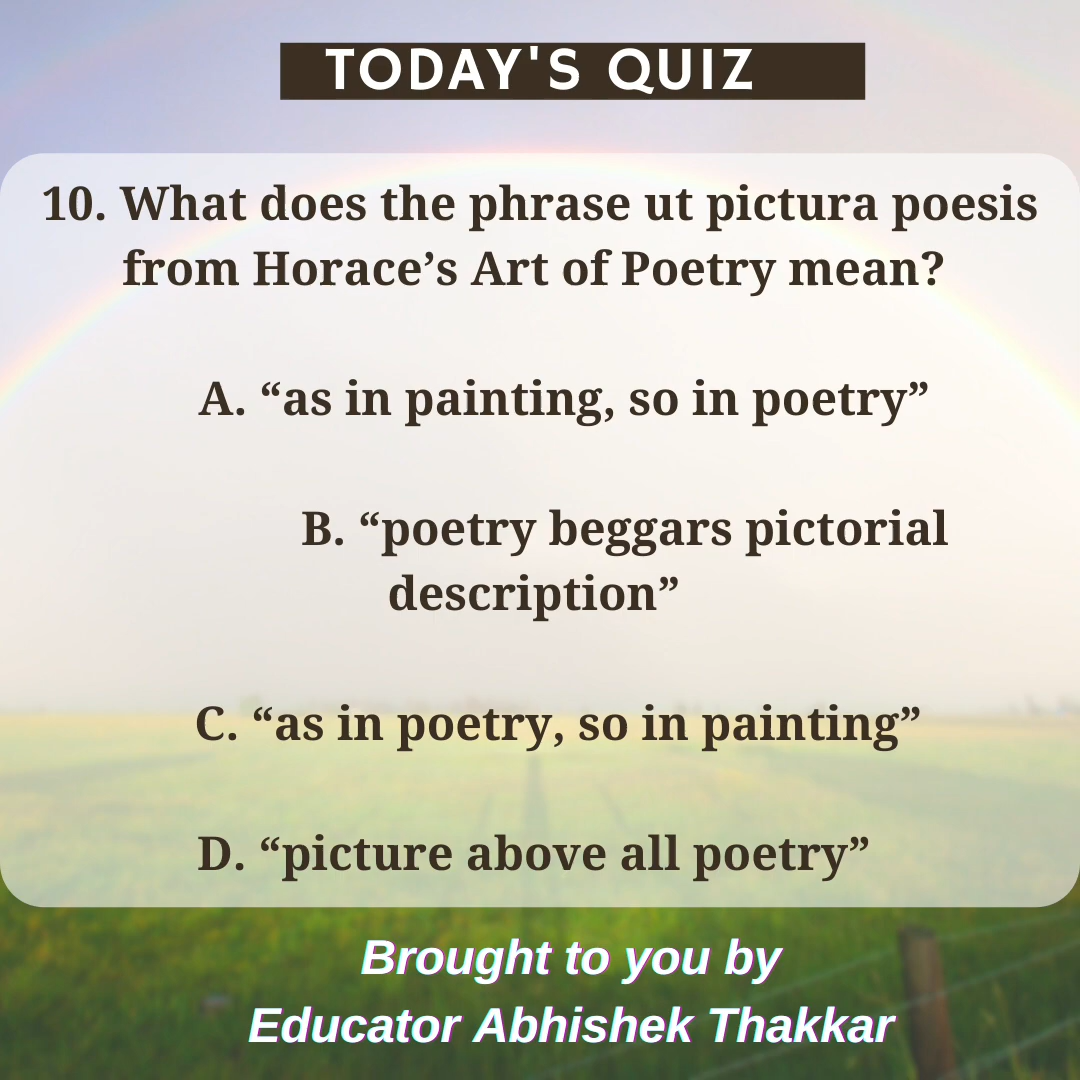 TODAY'S QUIZ
10. What does the phrase ut pictura poesis
from Horace’s Art of Poetry mean?
A. “as in painting, so in poetry”
B. “poetry beggars pictorial
description”
C. “as in poetry, so in painting”
D. “picture above all poetry”
Brought to you by
Educator Abhishek Thakkar